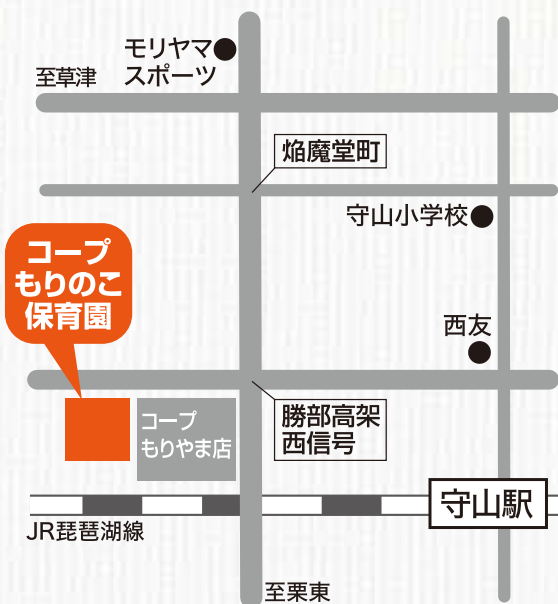 モリヤマ
スポーツ
至草津
焔魔堂町
守山小学校
コープ
もりのこ
保育園
西友
コープ
もりやま店
勝部高架
西信号
守山駅
JR琵琶湖線
至栗東